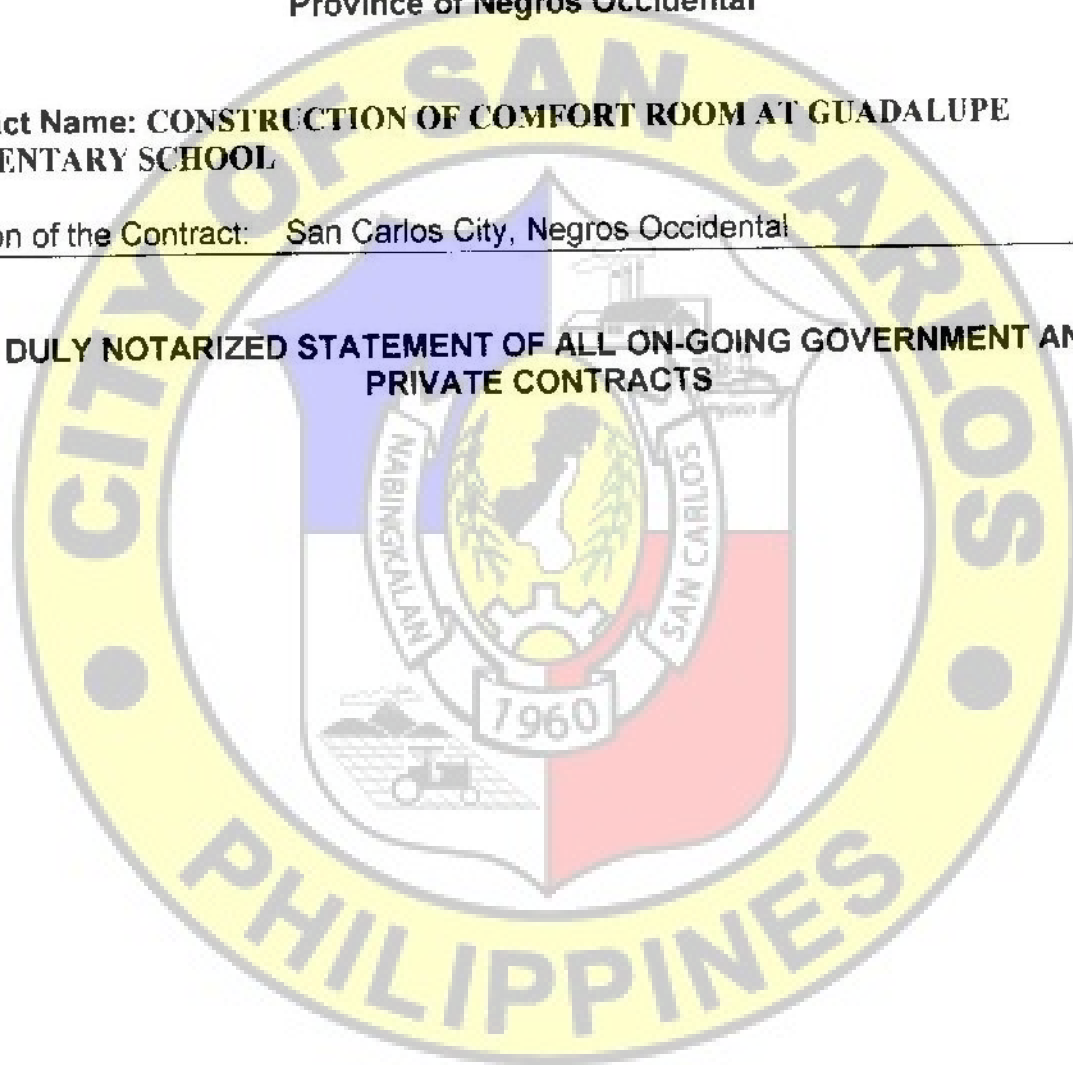 Province of Negros Occidental
ct Name: CONSTRUCTION OF COMFORT ROOM AT GUADALUPE
ENTARY SCHOOL
on of the Contract: San Carlos City, Negros Occidental
DULY NOTARIZED STATEMENT OF ALL ON-GOING GOVERNMENT AN
PRIVATE CONTRACTS
CITY OF SAN CARLOS
NABINGKALAN
SAN CARLOS
1960
PHILIPPINES